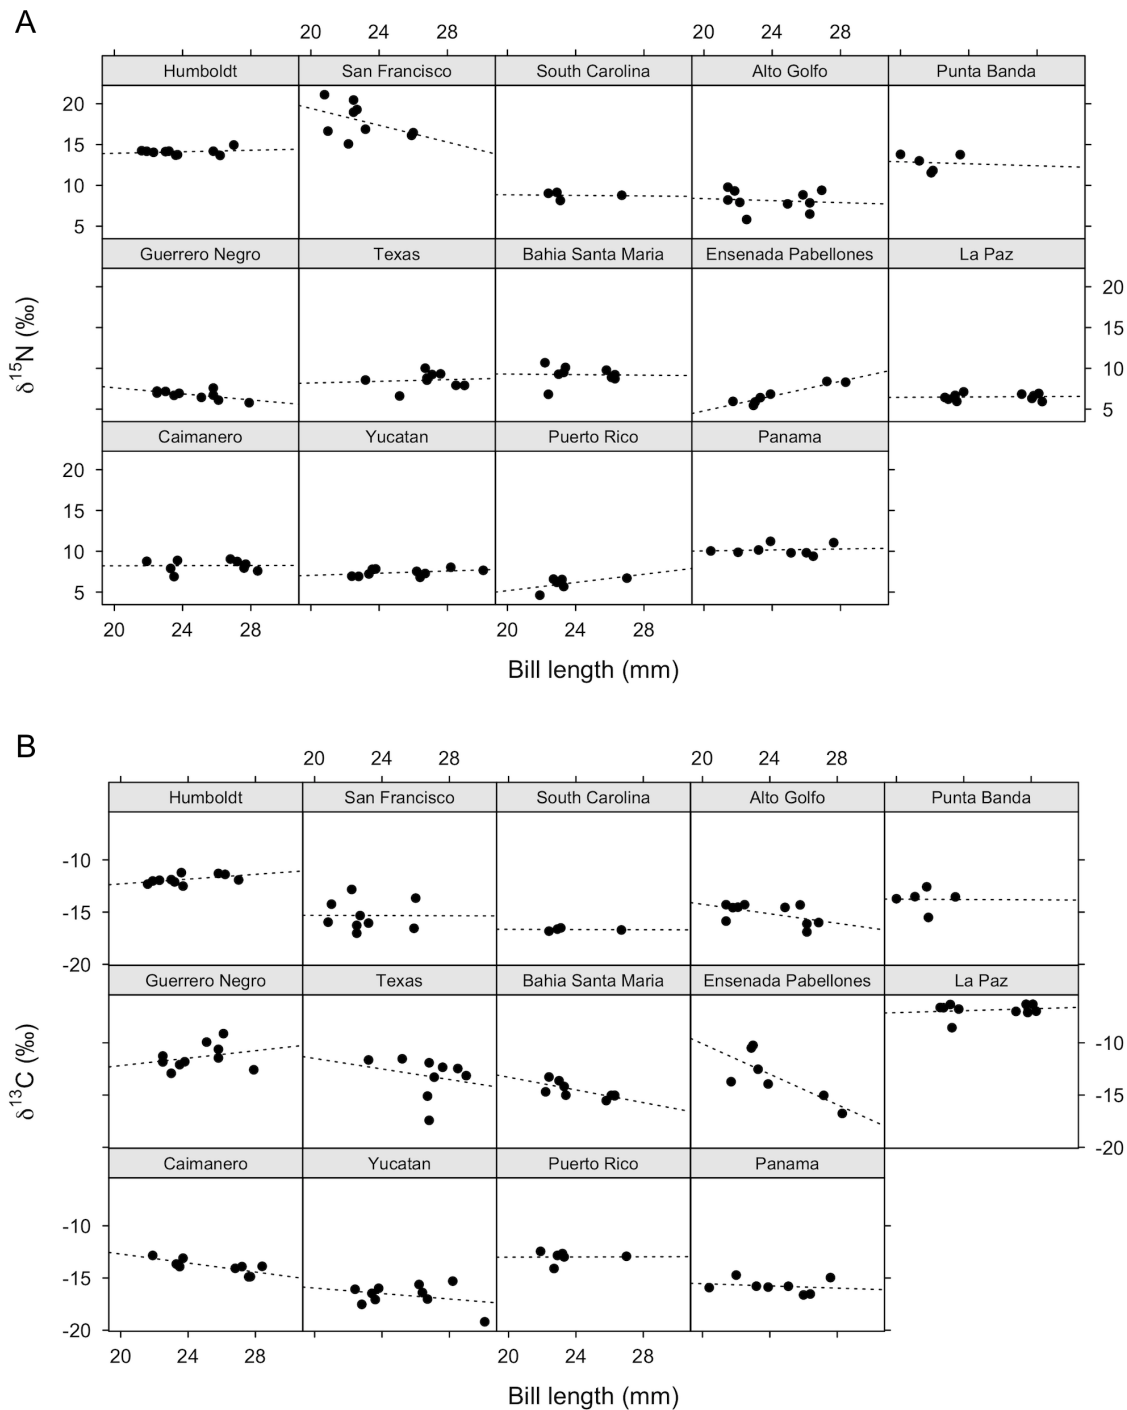 A
20 24 28 20 24 28
Humboldt San Francisco South Carolina Alto Golfo Punta Banda
20
15
10
5
Guerrero Negro Texas Bahia Santa Maria Ensenada Pabellones La Paz
20
15
10
5
δ15N (‰)
Caimanero Yucatan Puerto Rico Panama
20
15
10
5
20 24 28 20 24 28
Bill length (mm)
B
20 24 28 20 24 28
Humboldt San Francisco South Carolina Alto Golfo Punta Banda
-10
-15
-20
Guerrero Negro Texas Bahia Santa Maria Ensenada Pabellones La Paz
-10
-15
-20
δ13C (‰)
Caimanero Yucatan Puerto Rico Panama
-10
-15
-20
20 24 28 20 24 28
Bill length (mm)